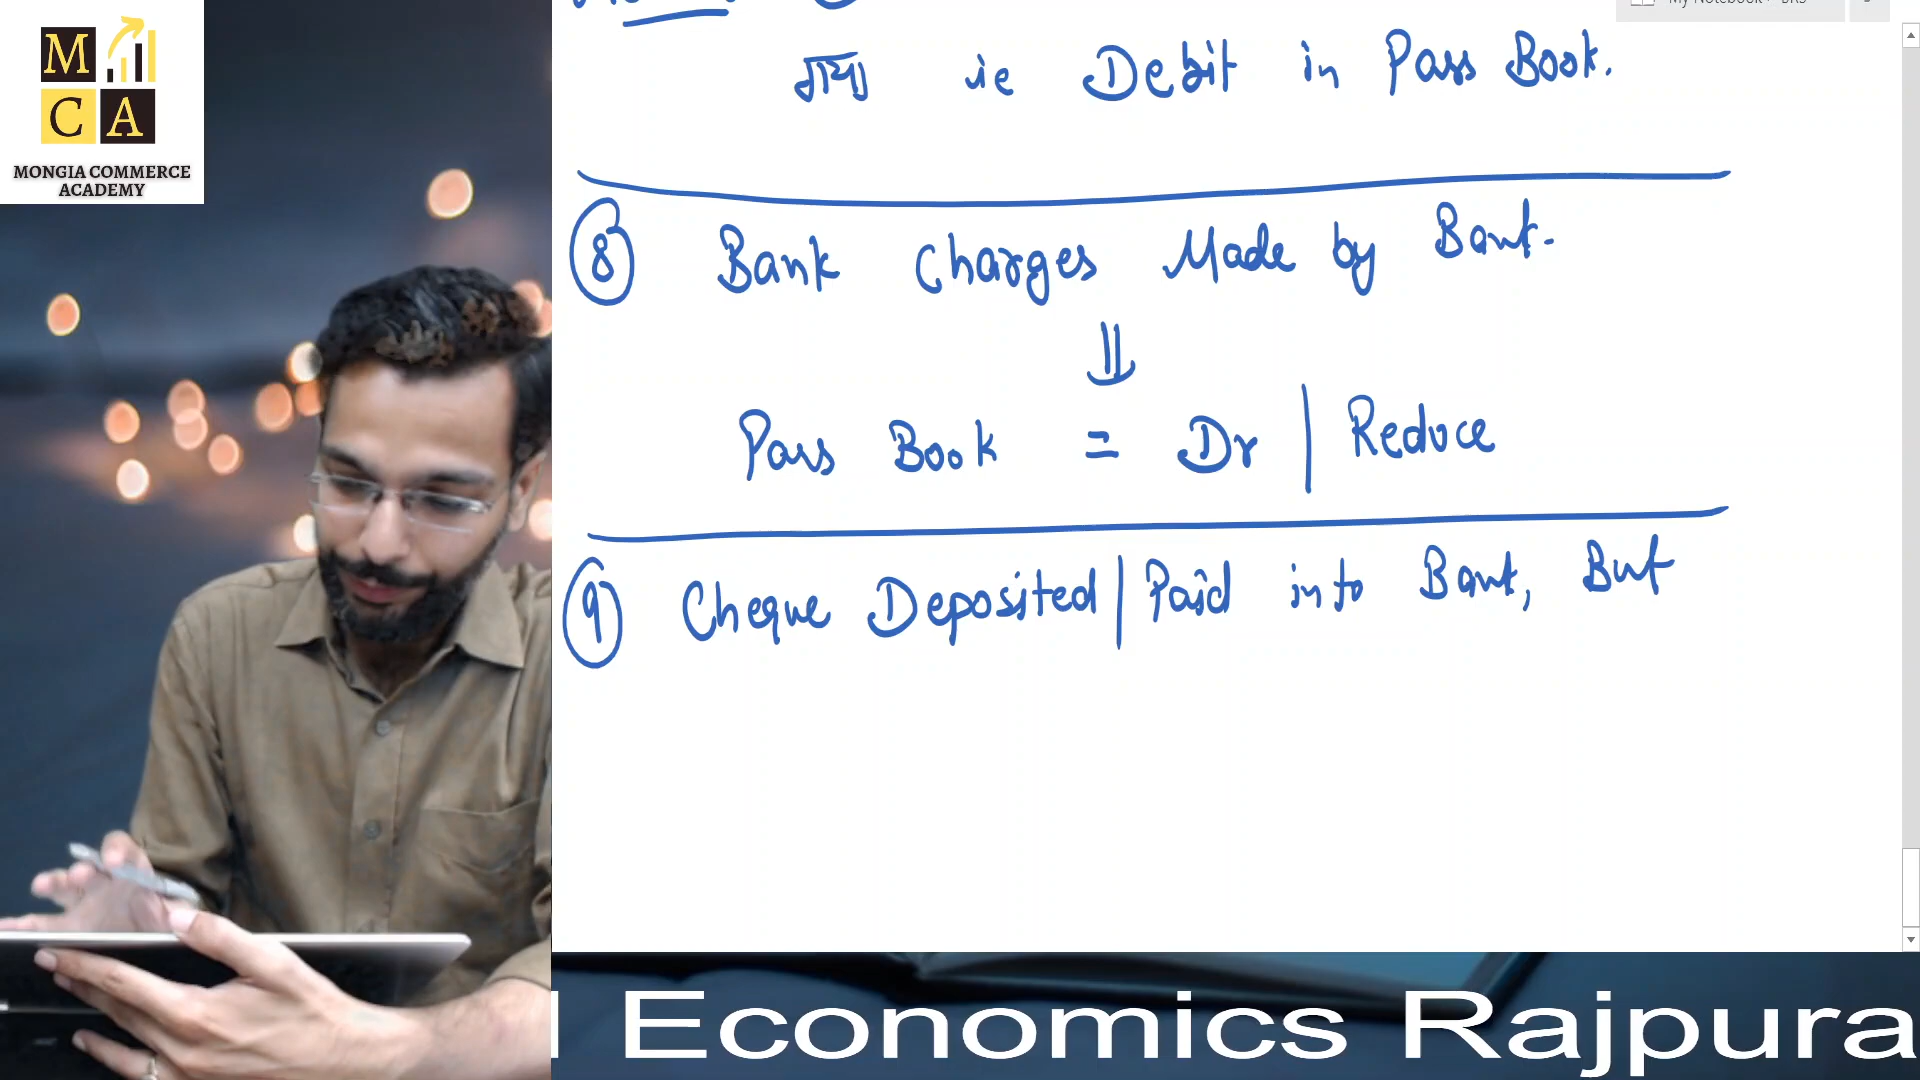 M
C A
MONGIA COMMERCE
ACADEMY
गया ie Debit in Pass Book.
8 Bank Charges Made by Bank.
Pass Book = Dr | Reduce
9 Cheque Deposited | Paid into Bank, But
Economics Rajpura